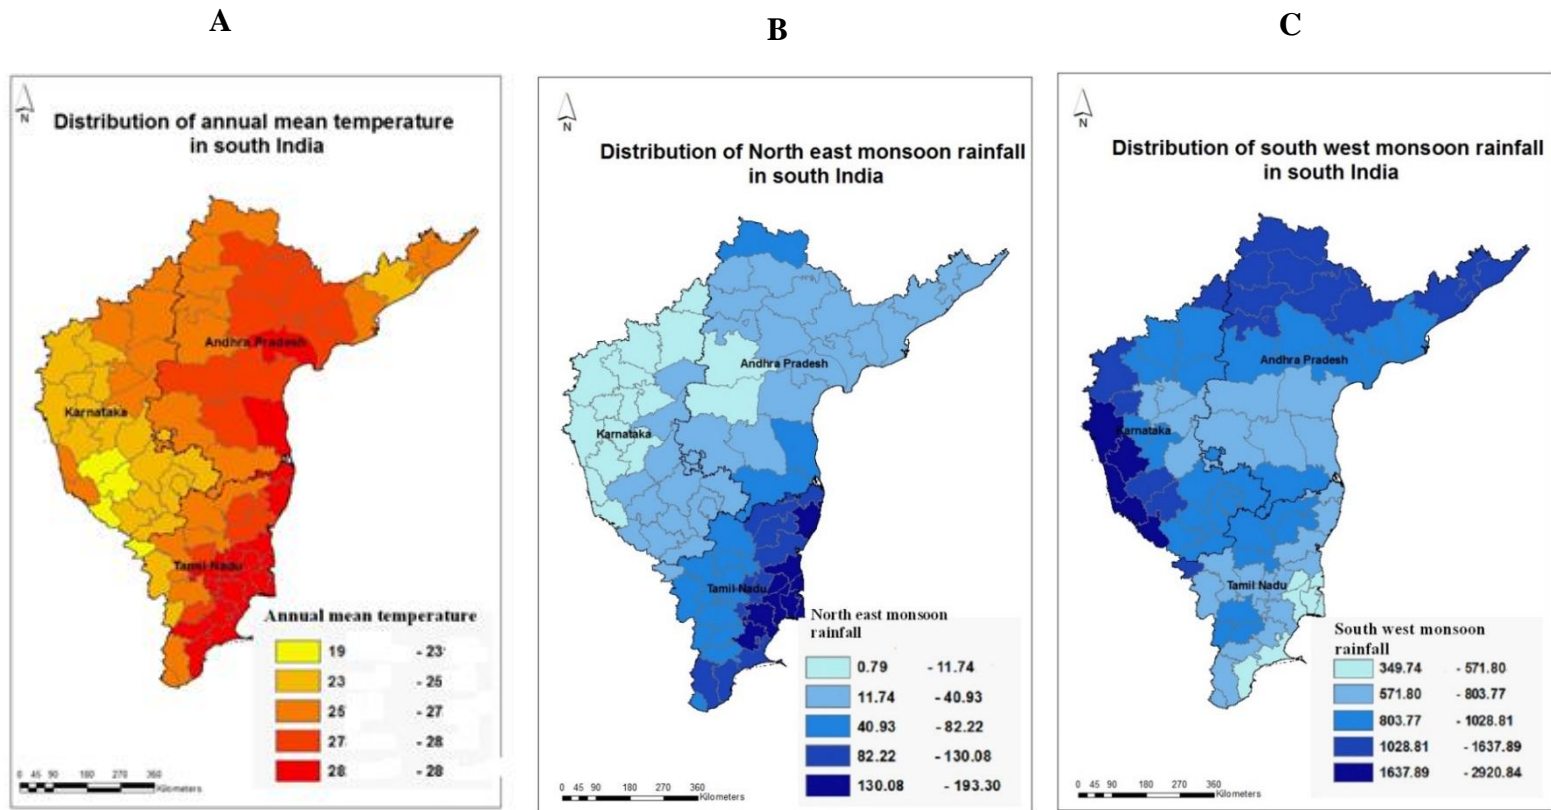 A
B
C
N
Distribution of annual mean temperature
in south India
Andhra Pradesh
Karnataka
Tamil Nadu
Annual mean temperature
19 - 23
23 - 25
25 - 27
27 - 28
28 - 28
0 45 90 180 270 360
Kilometers
N
Distribution of North east monsoon rainfall
in south India
Andhra Pradesh
Karnataka
Tamil Nadu
North east monsoon
rainfall
0.79 - 11.74
11.74 - 40.93
40.93 - 82.22
82.22 - 130.08
130.08 - 193.30
0 45 90 180 270 360
Kilometers
N
Distribution of south west monsoon rainfall
in south India
Andhra Pradesh
Karnataka
Tamil Nadu
South west monsoon
rainfall
349.74 - 571.80
571.80 - 803.77
803.77 - 1028.81
1028.81 - 1637.89
1637.89 - 2920.84
0 45 90 180 270 360
Kilometers